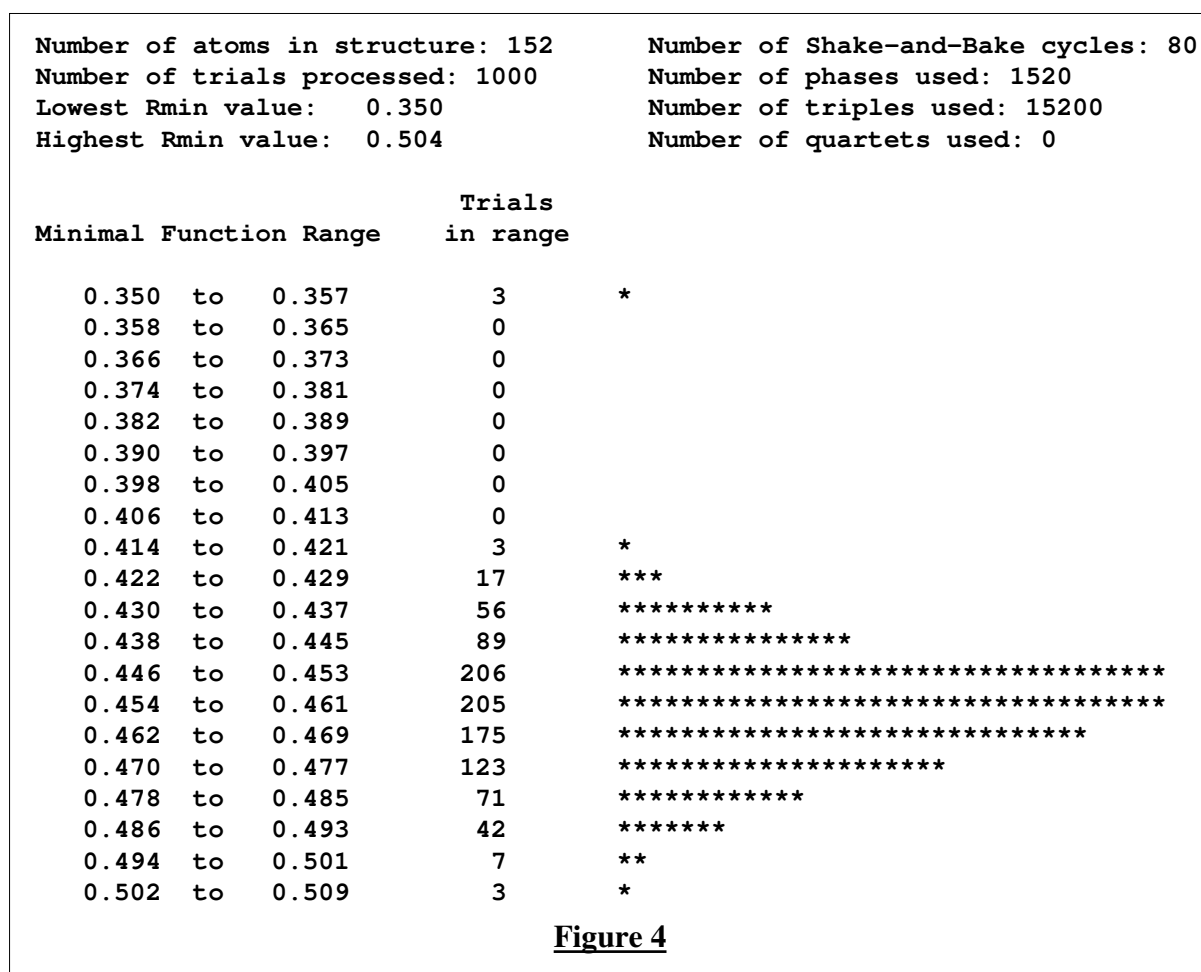 Number of atoms in structure: 152 Number of Shake-and-Bake cycles: 80
Number of trials processed: 1000 Number of phases used: 1520
Lowest Rmin value: 0.350 Number of triples used: 15200
Highest Rmin value: 0.504 Number of quartets used: 0
Trials
Minimal Function Range in range
0.350 to 0.357 3 *
0.358 to 0.365 0
0.366 to 0.373 0
0.374 to 0.381 0
0.382 to 0.389 0
0.390 to 0.397 0
0.398 to 0.405 0
0.406 to 0.413 0
0.414 to 0.421 3 *
0.422 to 0.429 17 ***
0.430 to 0.437 56 **********
0.438 to 0.445 89 ***************
0.446 to 0.453 206 ***********************************
0.454 to 0.461 205 ***********************************
0.462 to 0.469 175 ******************************
0.470 to 0.477 123 *********************
0.478 to 0.485 71 ************
0.486 to 0.493 42 *******
0.494 to 0.501 7 **
0.502 to 0.509 3 *
Figure 4